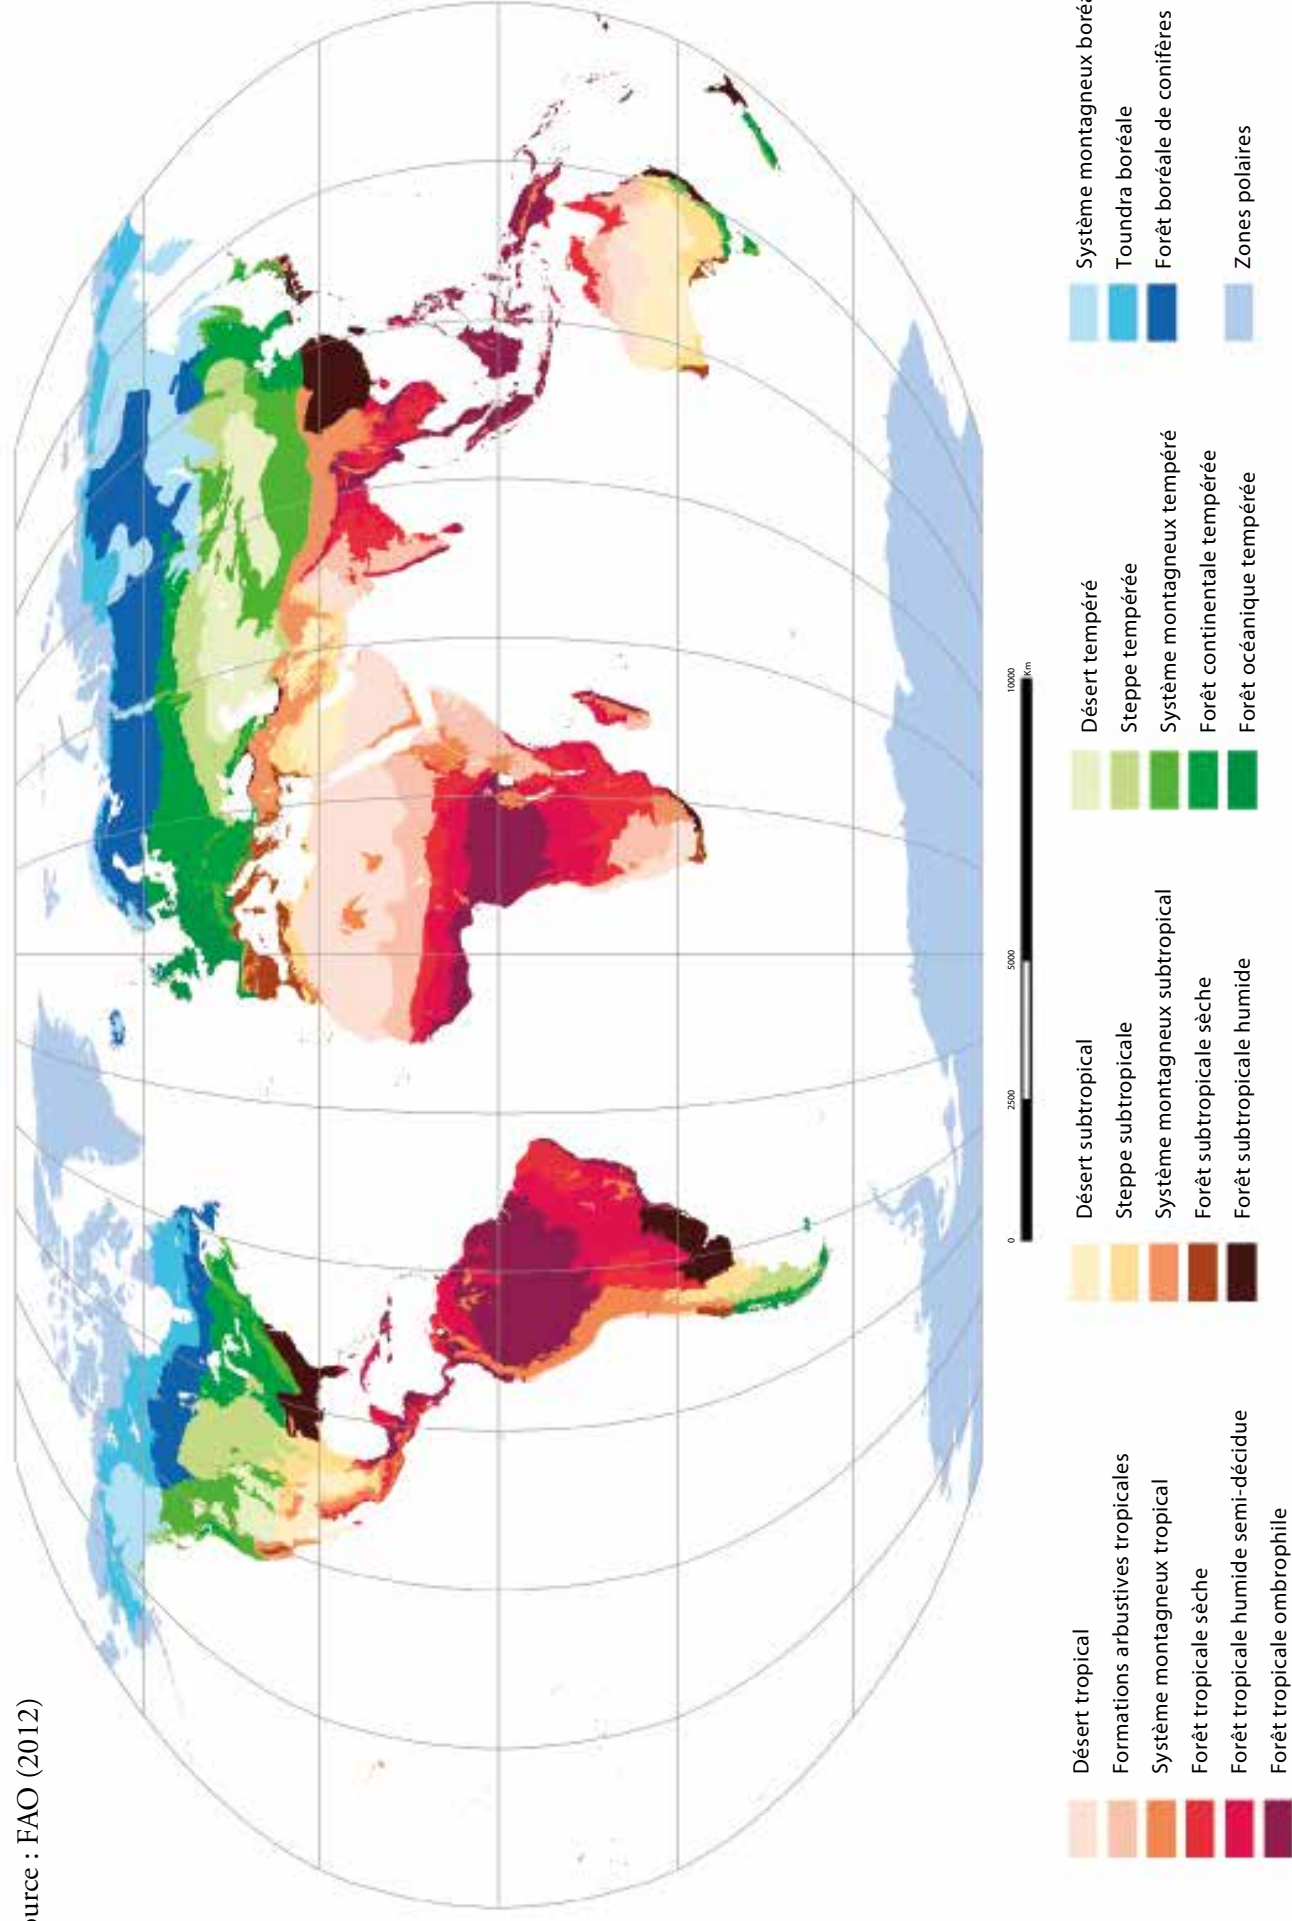 ource : FAO (2012)
0
2500
5000
10000
Km
Désert tropical
Formations arbustives tropicales
Système montagneux tropical
Forêt tropicale sèche
Forêt tropicale humide semi-décidue
Forêt tropicale ombrophile
Désert subtropical
Steppe subtropicale
Système montagneux subtropical
Forêt subtropicale sèche
Forêt subtropicale humide
Désert tempéré
Steppe tempérée
Système montagneux tempéré
Forêt continentale tempérée
Forêt océanique tempérée
Système montagneux boréa
Toundra boréale
Forêt boréale de conifères
Zones polaires